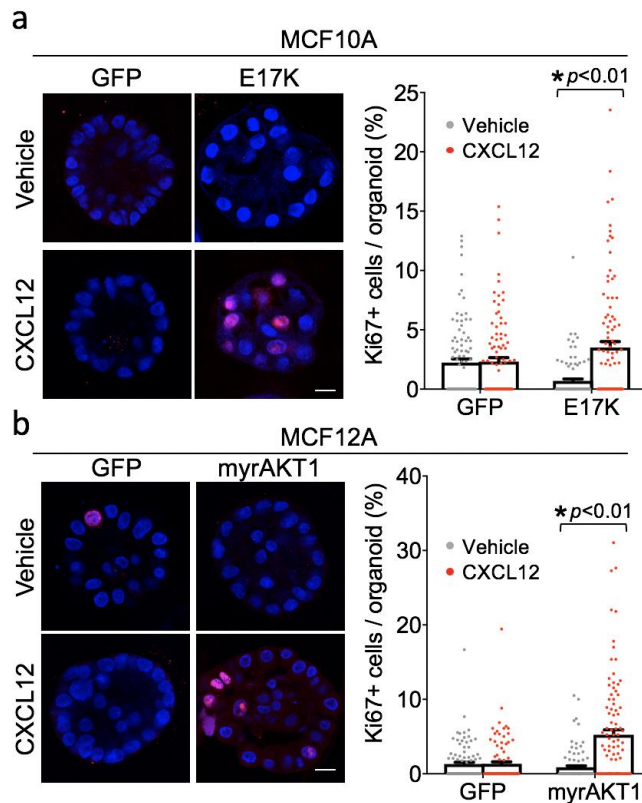 a
MCF10A
GFP E17K
Vehicle
CXCL12
* p<0.01
Vehicle
CXCL12
Ki67+ cells / organoid (%)
25
20
15
10
5
0
GFP E17K
b
MCF12A
GFP myrAKT1
Vehicle
CXCL12
* p<0.01
Vehicle
CXCL12
Ki67+ cells / organoid (%)
40
30
20
10
0
GFP myrAKT1